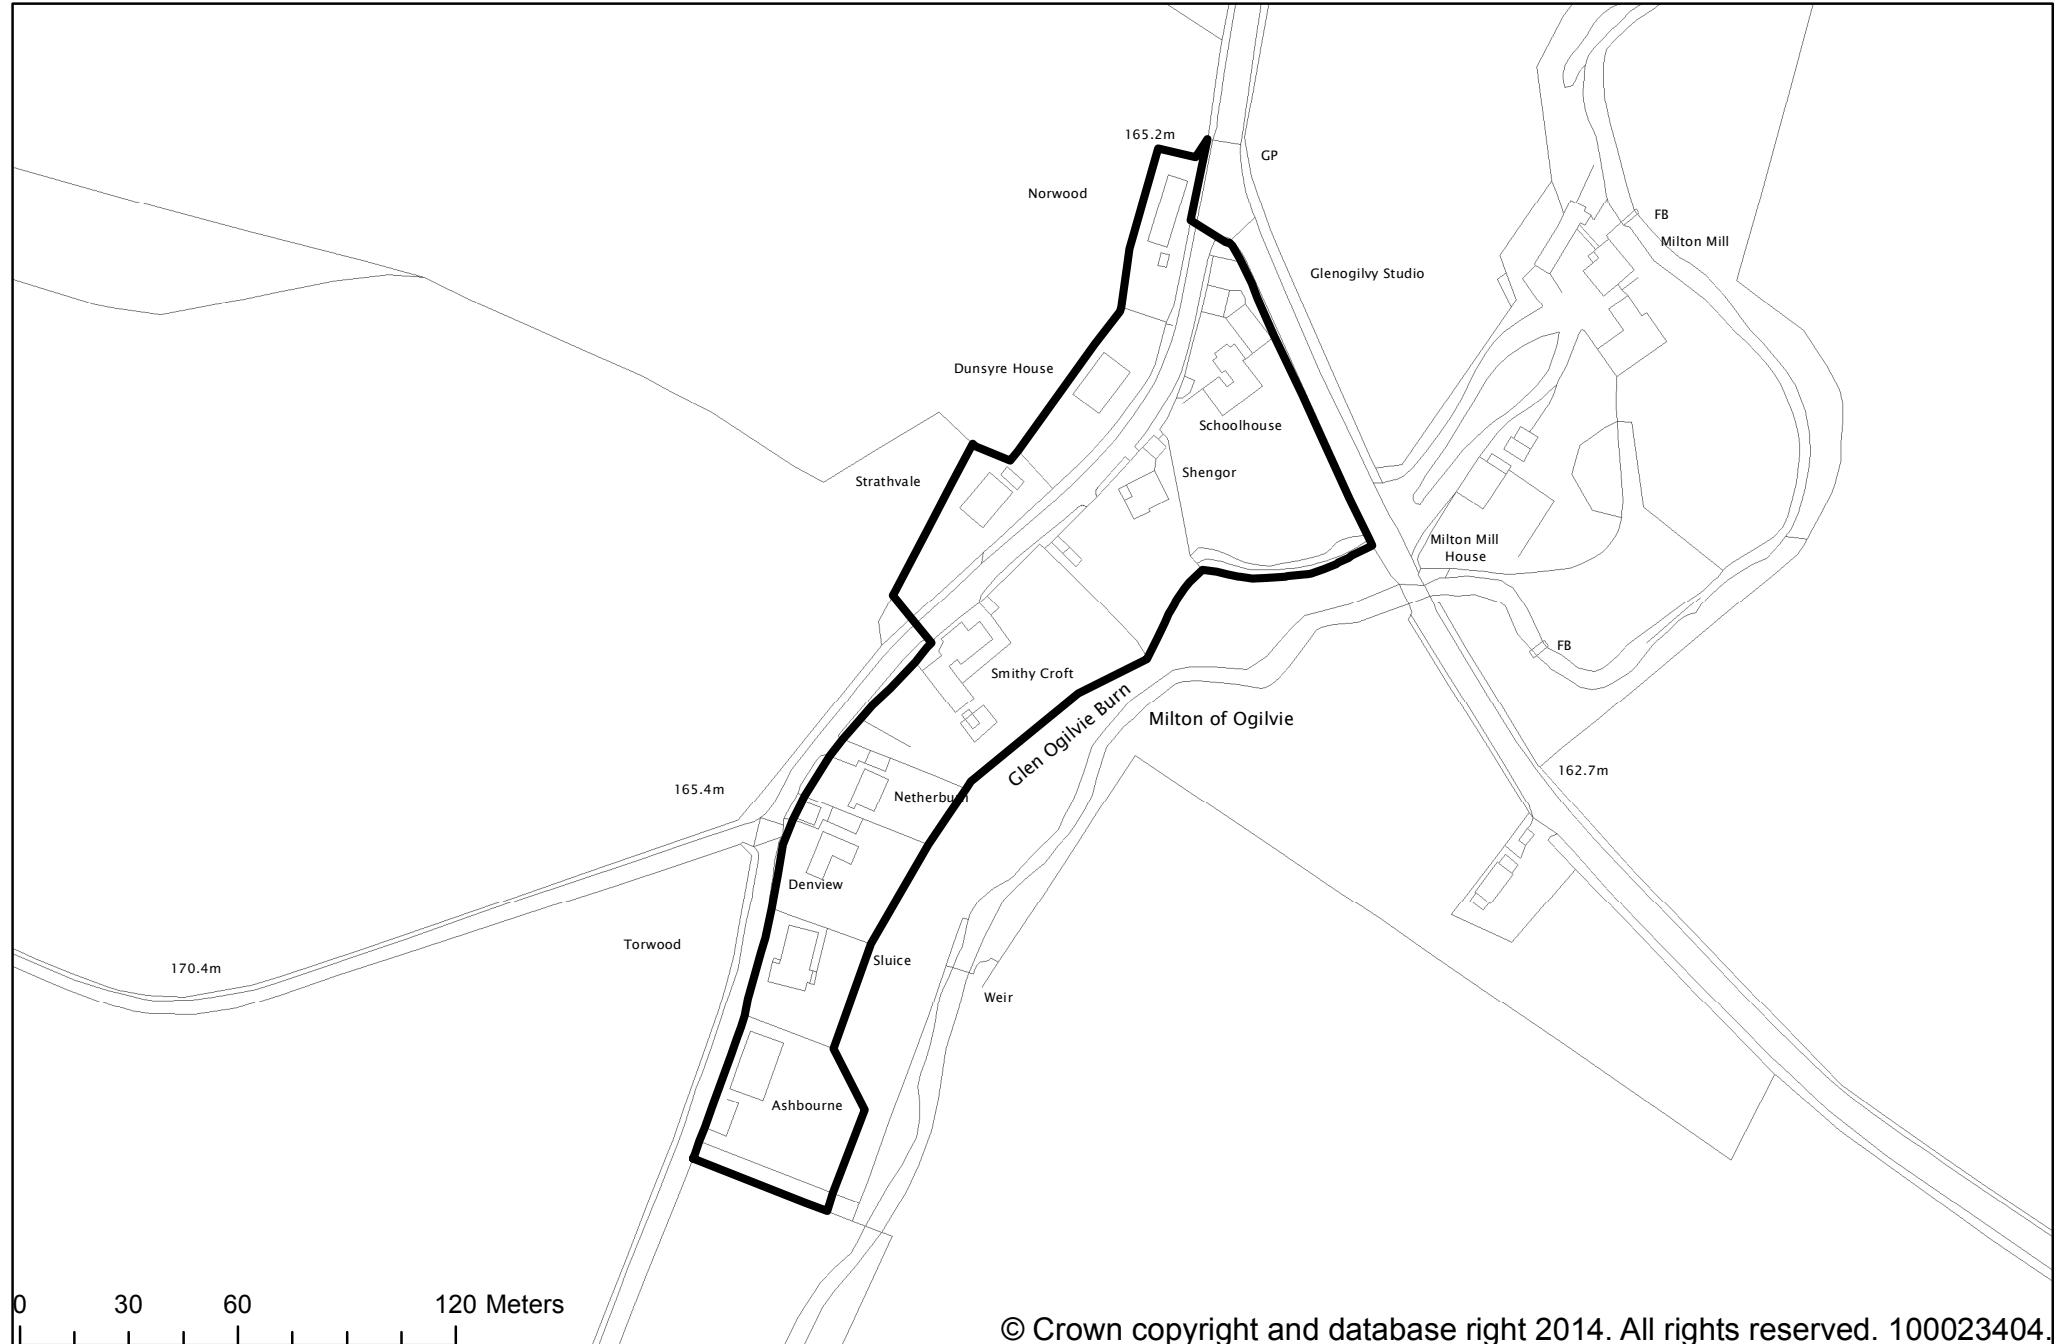 165.2m
GP
Norwood
FB
Milton Mill
Glenogilvy Studio
Dunsyre House
Schoolhouse
Shengor
Strathvale
Milton Mill
House
FB
Smithy Croft
Glen Ogilvie Burn
Milton of Ogilvie
162.7m
165.4m
Netherburn
Denview
Torwood
Sluice
170.4m
Weir
Ashbourne
0 30 60 120 Meters
© Crown copyright and database right 2014. All rights reserved. 100023404.